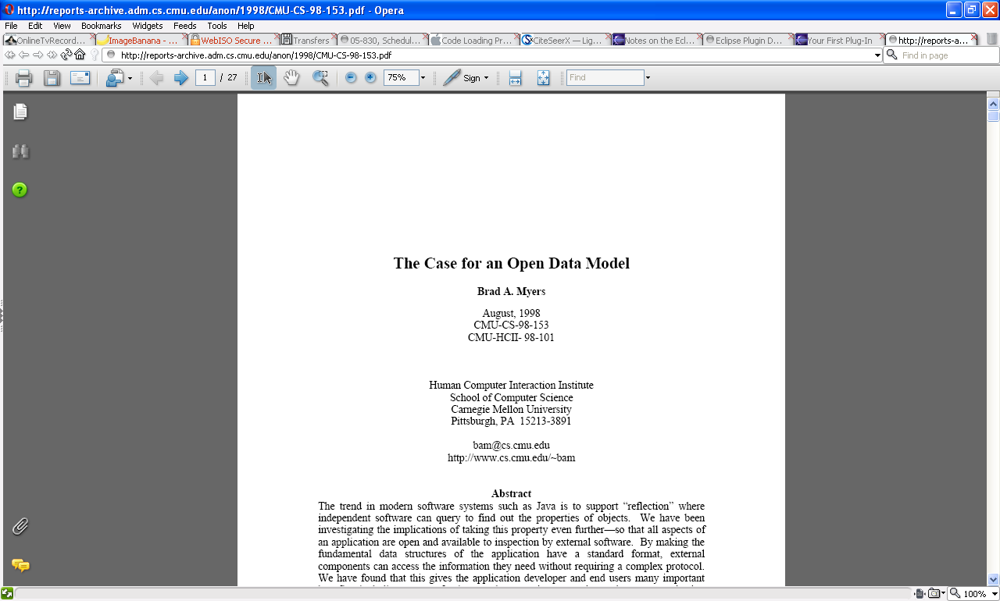 http://reports-archive.adm.cs.cmu.edu/anon/1998/CMU-CS-98-153.pdf - Opera
File Edit View Bookmarks Widgets Feeds Tools Help
OnlineTvRecord... ImageBanana - ... WebISO Secure ... Transfers 05-830, Schedul... Code Loading Pr... CiteSeerX — Lig... Notes on the Ecl... Eclipse Plugin D... Your First Plug-In http://reports-a...
http://reports-archive.adm.cs.cmu.edu/anon/1998/CMU-CS-98-153.pdf Find in page
1 / 27 75% Sign Find
The Case for an Open Data Model
Brad A. Myers
August, 1998
CMU-CS-98-153
CMU-HCII- 98-101
Human Computer Interaction Institute
School of Computer Science
Carnegie Mellon University
Pittsburgh, PA 15213-3891
bam@cs.cmu.edu
http://www.cs.cmu.edu/~bam
Abstract
The trend in modern software systems such as Java is to support “reflection” where
independent software can query to find out the properties of objects. We have been
investigating the implications of taking this property even further—so that all aspects of
an application are open and available to inspection by external software. By making the
fundamental data structures of the application have a standard format, external
components can access the information they need without requiring a complex protocol.
We have found that this gives the application developer and end users many important
100%